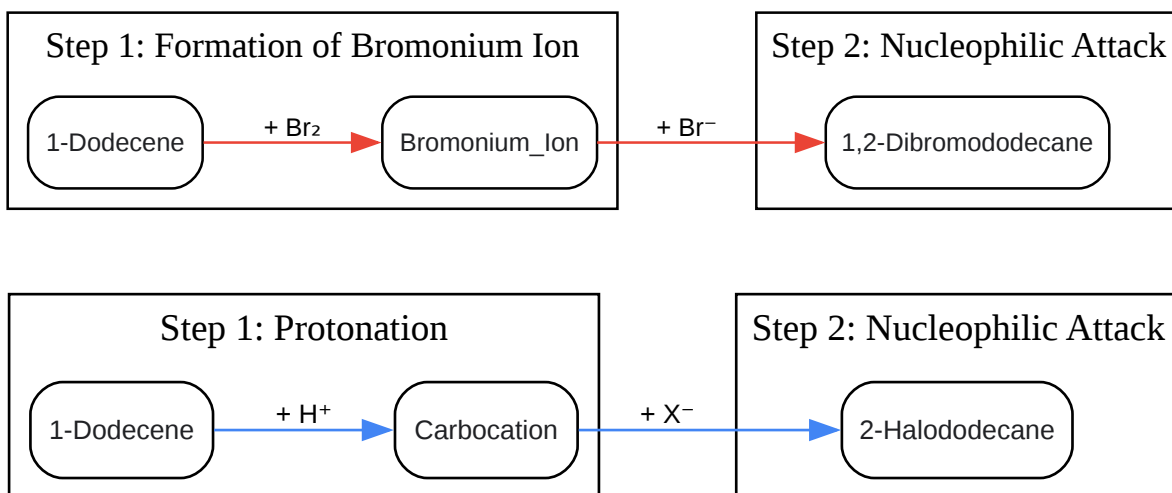 Step 1: Formation of Bromonium Ion
Step 2: Nucleophilic Attack
1-Dodecene
+ Br₂
Bromonium_Ion
+ Br⁻
1,2-Dibromododecane
Step 1: Protonation
Step 2: Nucleophilic Attack
1-Dodecene
+ H⁺
Carbocation
+ X⁻
2-Halododecane